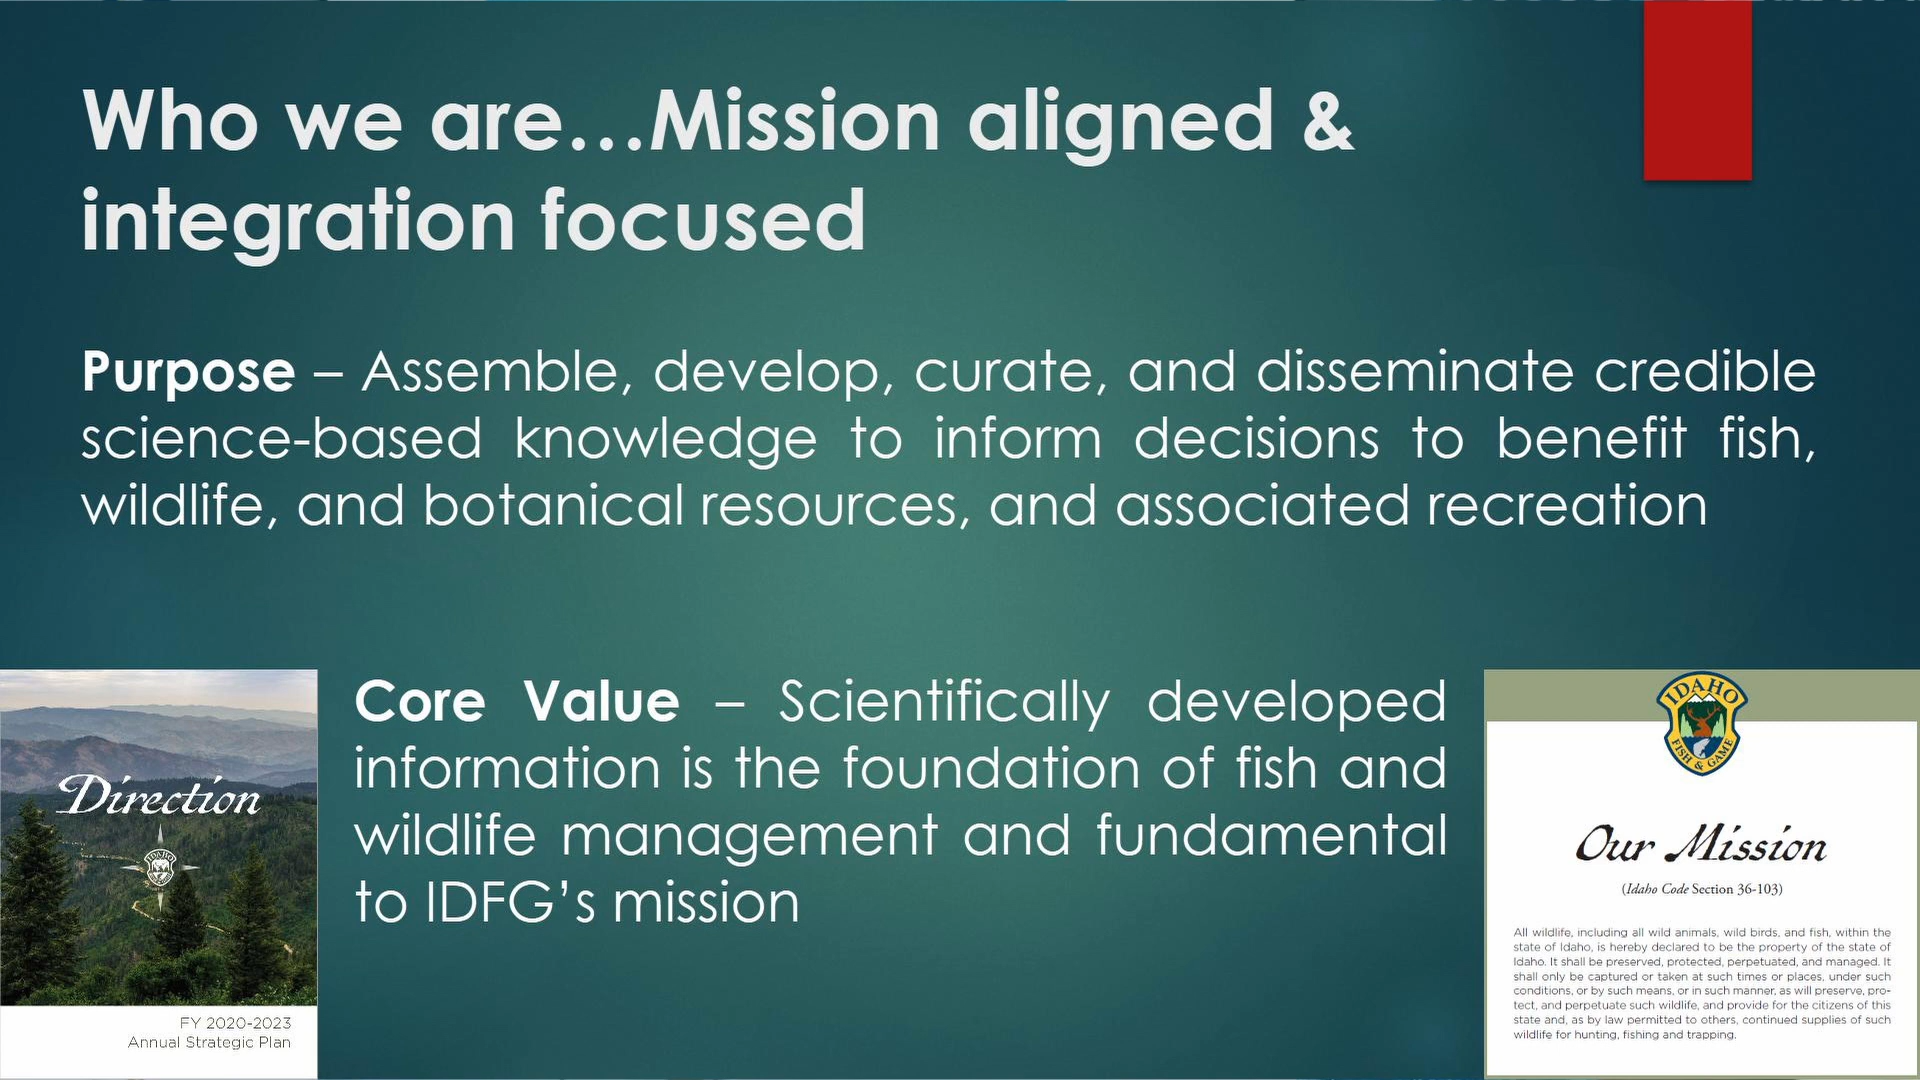 Who we are…Mission aligned &
integration focused
Purpose – Assemble, develop, curate, and disseminate credible
science-based knowledge to inform decisions to benefit fish,
wildlife, and botanical resources, and associated recreation
Core Value – Scientifically developed
information is the foundation of fish and
wildlife management and fundamental
to IDFG’s mission
Direction
IDAHO
FY 2020-2023
Annual Strategic Plan
IDAHO
FISH & GAME
Our Mission
(Idaho Code Section 36-103)
All wildlife, including all wild animals, wild birds, and fish, within the
state of Idaho, is hereby declared to be the property of the state of
Idaho. It shall be preserved, protected, perpetuated, and managed. It
shall only be captured or taken at such times or places, under such
conditions, or by such means, or in such manner, as will preserve, pro-
tect, and perpetuate such wildlife, and provide for the citizens of this
state and, as by law permitted to others, continued supplies of such
wildlife for hunting, fishing and trapping.